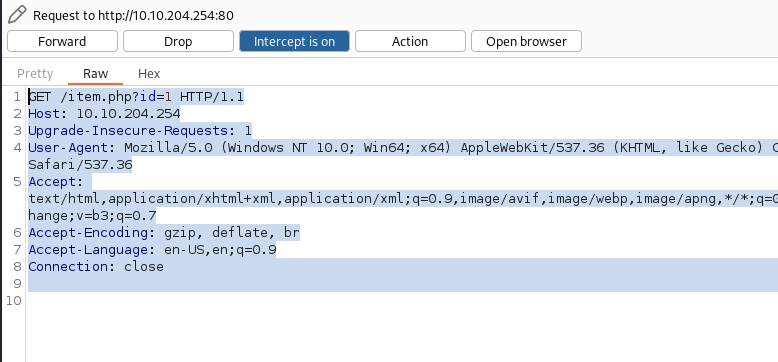 Request to http://10.10.204.254:80
Forward Drop Intercept is on Action Open browser
Pretty Raw Hex
1 GET /item.php?id=1 HTTP/1.1
2 Host: 10.10.204.254
3 Upgrade-Insecure-Requests: 1
4 User-Agent: Mozilla/5.0 (Windows NT 10.0; Win64; x64) AppleWebKit/537.36 (KHTML, like Gecko)
Safari/537.36
5 Accept:
text/html,application/xhtml+xml,application/xml;q=0.9,image/avif,image/webp,image/apng,*/*;q=0
hange;v=b3;q=0.7
6 Accept-Encoding: gzip, deflate, br
7 Accept-Language: en-US,en;q=0.9
8 Connection: close
9
10